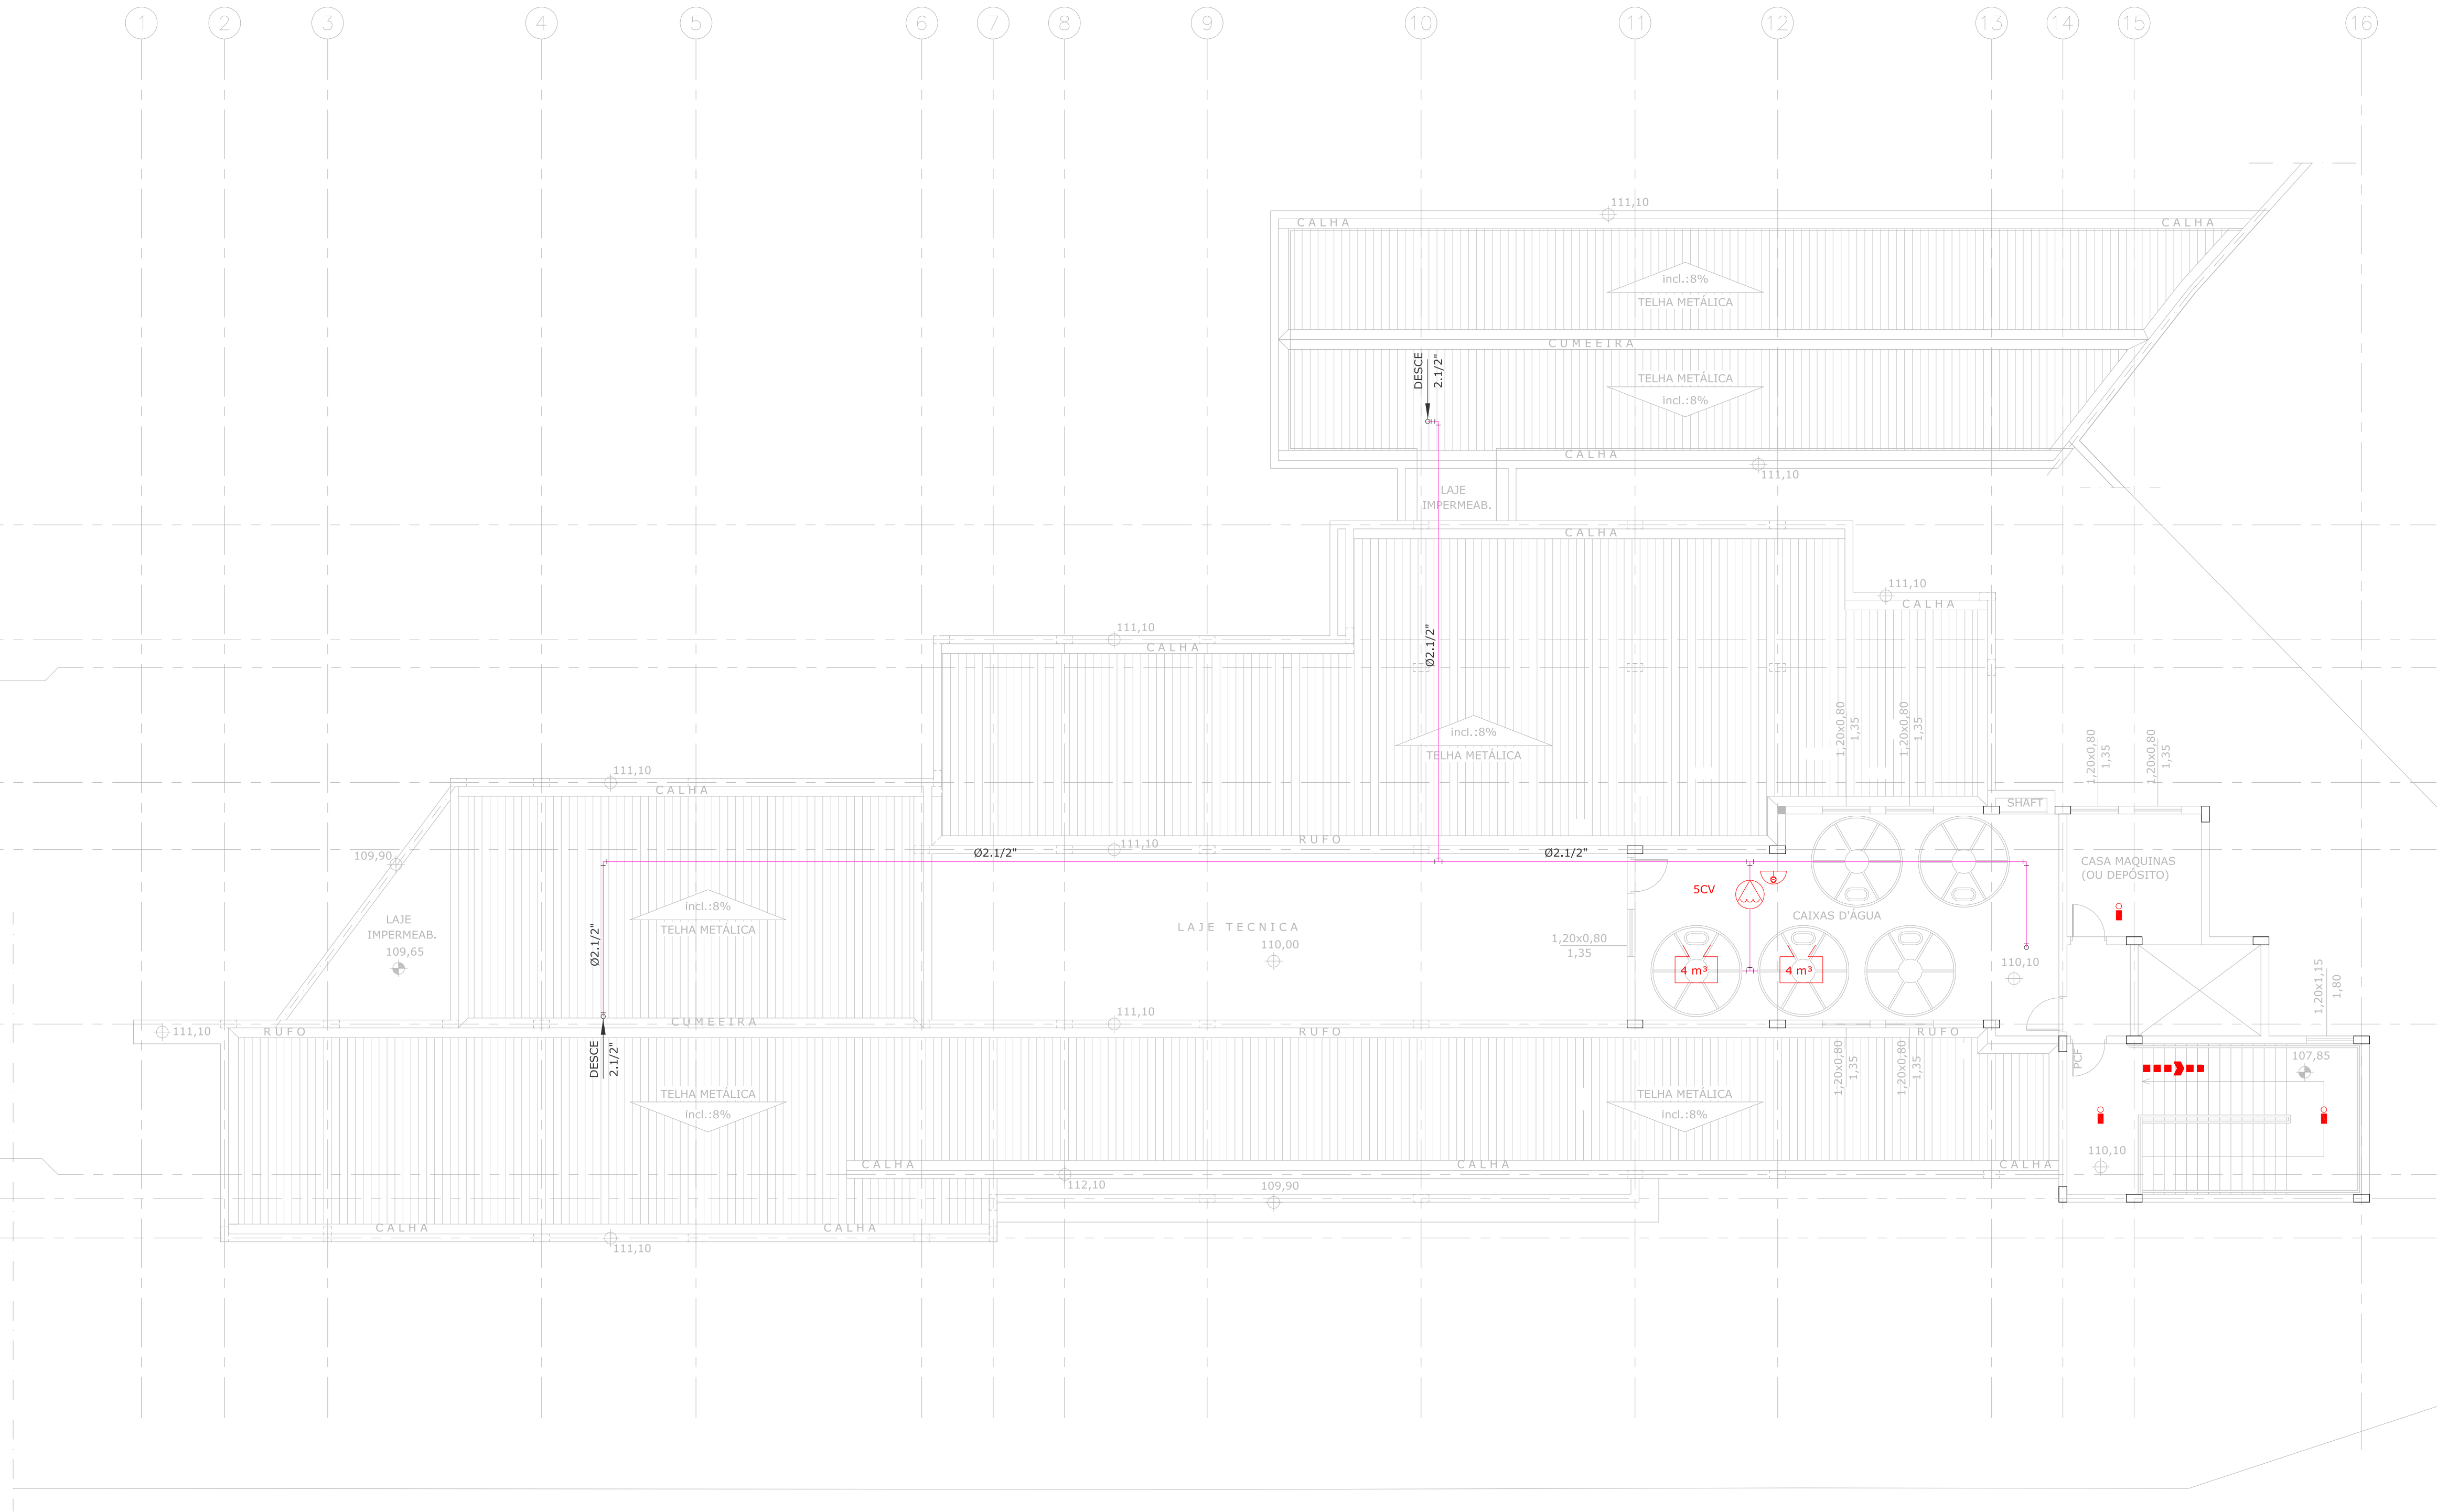 1 2 3 4 5 6 7 8 9 10 11 12 13 14 15 16
111,10
CALHA CALHA
incl.:8%
TELHA METÁLICA
CUMEEIRA
DESCE
2.1/2"
TELHA METÁLICA
incl.:8%
CALHA
111,10
LAJE
IMPERMEAB.
CALHA
111,10
CALHA
111,10
CALHA
Ø2.1/2"
1,20x0,80
1,35
1,20x0,80
1,35
incl.:8%
TELHA METÁLICA
1,20x0,80
1,35
1,20x0,80
1,35
111,10
CALHA
SHAFT
RUFO
111,10
109,90
Ø2.1/2"
Ø2.1/2"
CASA MAQUINAS
(OU DEPÓSITO)
5CV
incl.:8%
TELHA METÁLICA
CAIXAS D'ÁGUA
LAJE
IMPERMEAB.
109,65
Ø2.1/2"
LAJE TECNICA
110,00
1,20x0,80
1,35
4 m³
4 m³
110,10
1,20x1,15
1,80
111,10
CUMEEIRA
111,10
RUFO
RUFO
RUFO
DESCE
2.1/2"
1,20x0,80
1,35
1,20x0,80
1,35
PCF
107,85
TELHA METÁLICA
incl.:8%
TELHA METÁLICA
incl.:8%
110,10
CALHA CALHA CALHA
112,10
109,90
CALHA CALHA
111,10